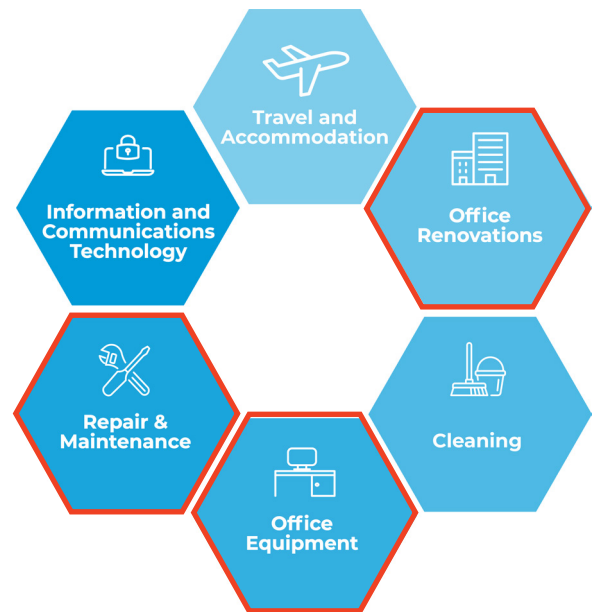 Travel and
Accommodation
Office
Renovations
Cleaning
Office
Equipment
Repair &
Maintenance
Information and
Communications
Technology